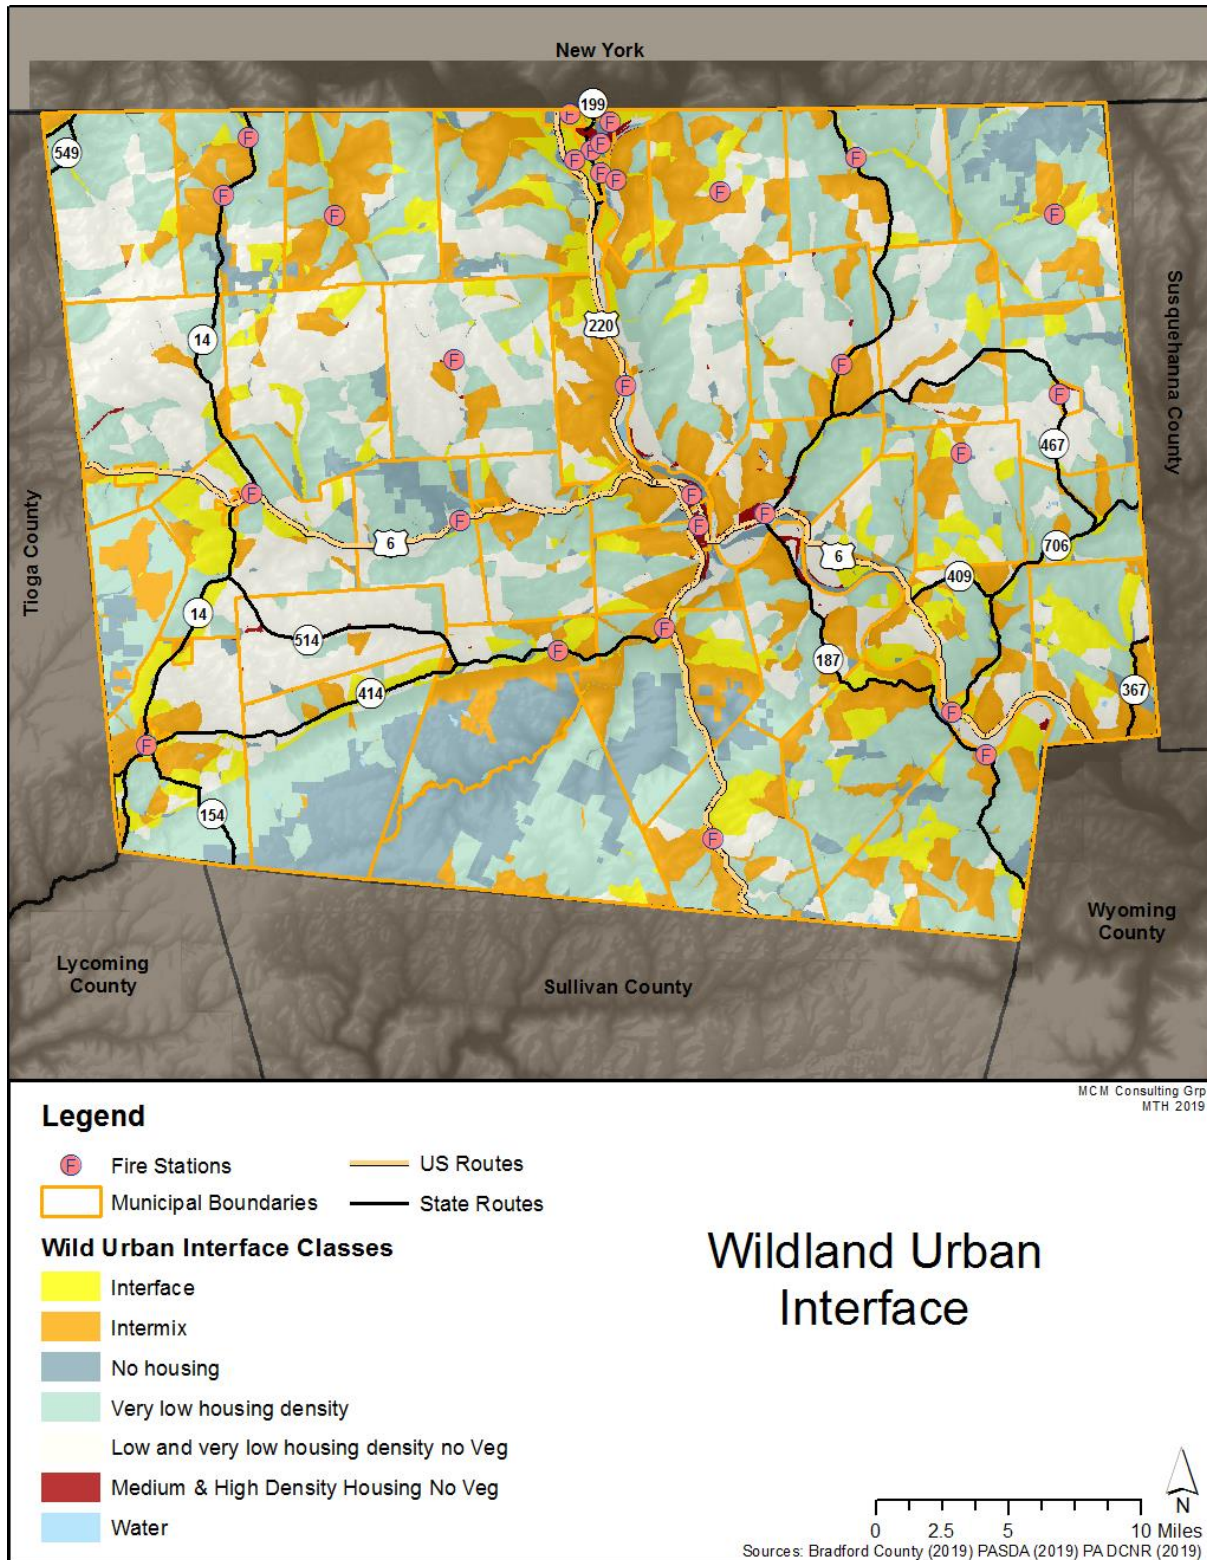 New York
199
F
F
549
F
F
F
F
F
F
F
F
F
F
F
Susquehanna County
220
14
F
F
F
F
467
F
Tioga County
F
F
F
F
F
6
6
706
409
14
514
F
F
187
414
367
F
F
F
154
F
Wyoming
County
Lycoming
County
Sullivan County
MCM Consulting Grp
MTH 2019
Legend
F Fire Stations
US Routes
Municipal Boundaries
State Routes
Wild Urban Interface Classes
Interface
Intermix
No housing
Very low housing density
Low and very low housing density no Veg
Medium & High Density Housing No Veg
Water
Wildland Urban
Interface
N
0 2.5 5 10 Miles
Sources: Bradford County (2019) PASDA (2019) PA DCNR (2019)